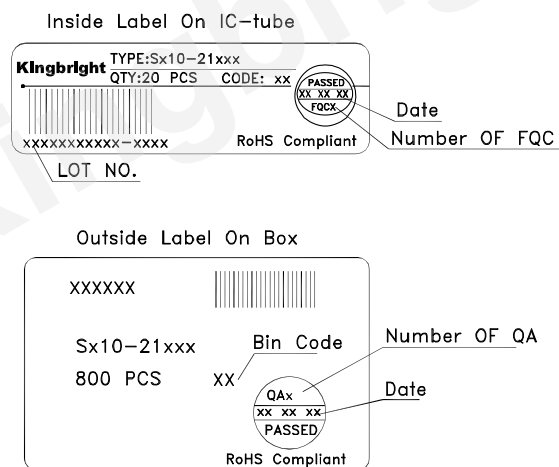 Inside Label On IC-tube
Kingbright
TYPE:Sx10-21xxx
QTY:20 PCS CODE: xx
PASSED
XX XX XX
FQCX
Date
Number OF FQC
xxxxxxxxxxx-xxxx
RoHS Compliant
LOT NO.
Outside Label On Box
XXXXXX
Sx10-21xxx
Bin Code
Number OF QA
800 PCS
XX
QAx
Date
XX XX XX
PASSED
RoHS Compliant